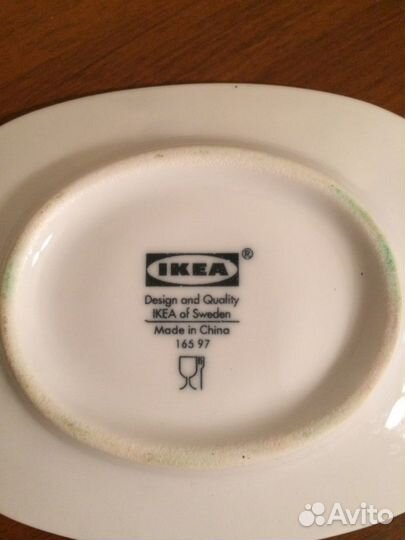 IKEA®
Design and Quality
IKEA of Sweden
Made in China
165 97
Avito